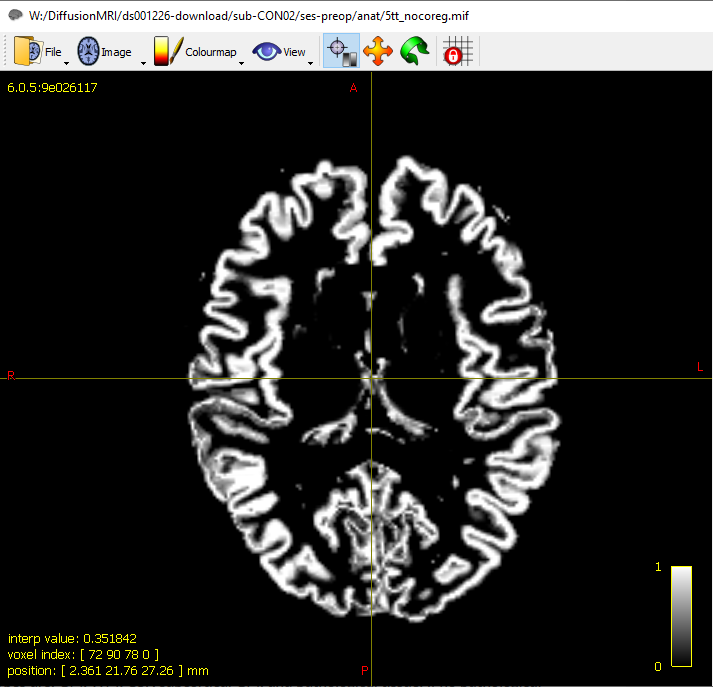 W:/DiffusionMRI/ds001226-download/sub-CON02/ses-preop/anat/5tt_nocoreg.mif
File Image Colourmap View
6.0.5:9e026117
A
R
L
1
interp value: 0.351842
voxel index: [ 72 90 78 0 ]
position: [ 2.361 21.76 27.26 ] mm
P
0